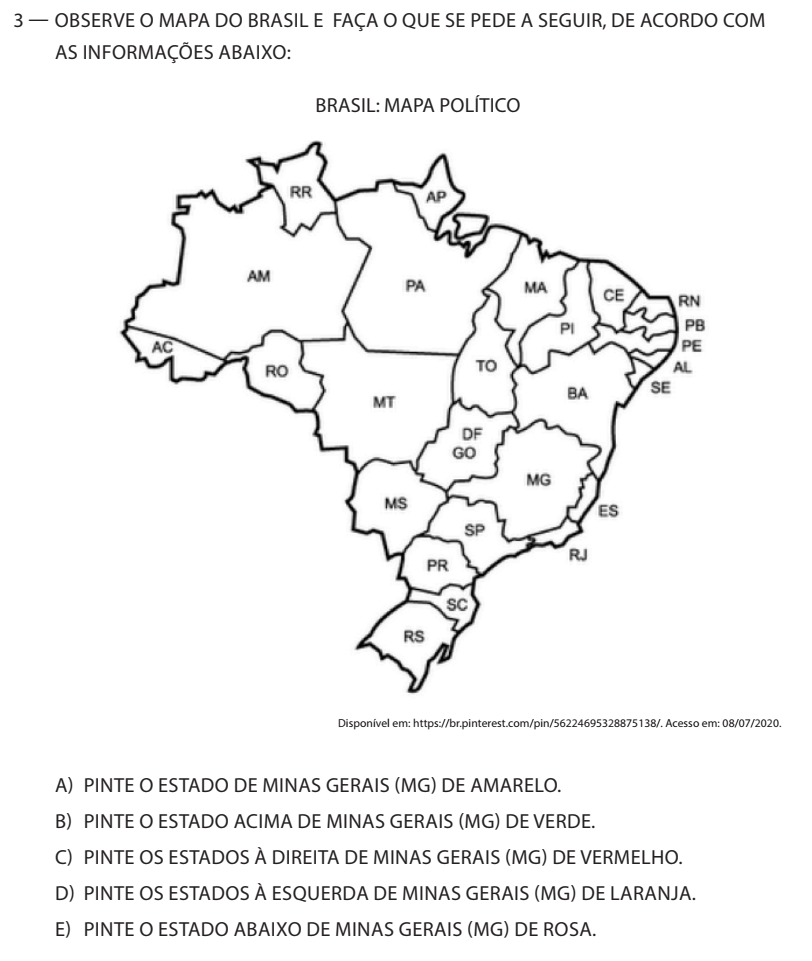 3 — OBSERVE O MAPA DO BRASIL E FAÇA O QUE SE PEDE A SEGUIR, DE ACORDO COM
AS INFORMAÇÕES ABAIXO:
BRASIL: MAPA POLÍTICO
RR
AP
AM
PA
MA
CE
RN
PI
PB
PE
AC
TO
AL
RO
SE
BA
MT
DF
GO
MG
MS
ES
SP
RJ
PR
SC
RS
Disponível em: https://br.pinterest.com/pin/56224695328875138/. Acesso em: 08/07/2020.
A) PINTE O ESTADO DE MINAS GERAIS (MG) DE AMARELO.
B) PINTE O ESTADO ACIMA DE MINAS GERAIS (MG) DE VERDE.
C) PINTE OS ESTADOS À DIREITA DE MINAS GERAIS (MG) DE VERMELHO.
D) PINTE OS ESTADOS À ESQUERDA DE MINAS GERAIS (MG) DE LARANJA.
E) PINTE O ESTADO ABAIXO DE MINAS GERAIS (MG) DE ROSA.